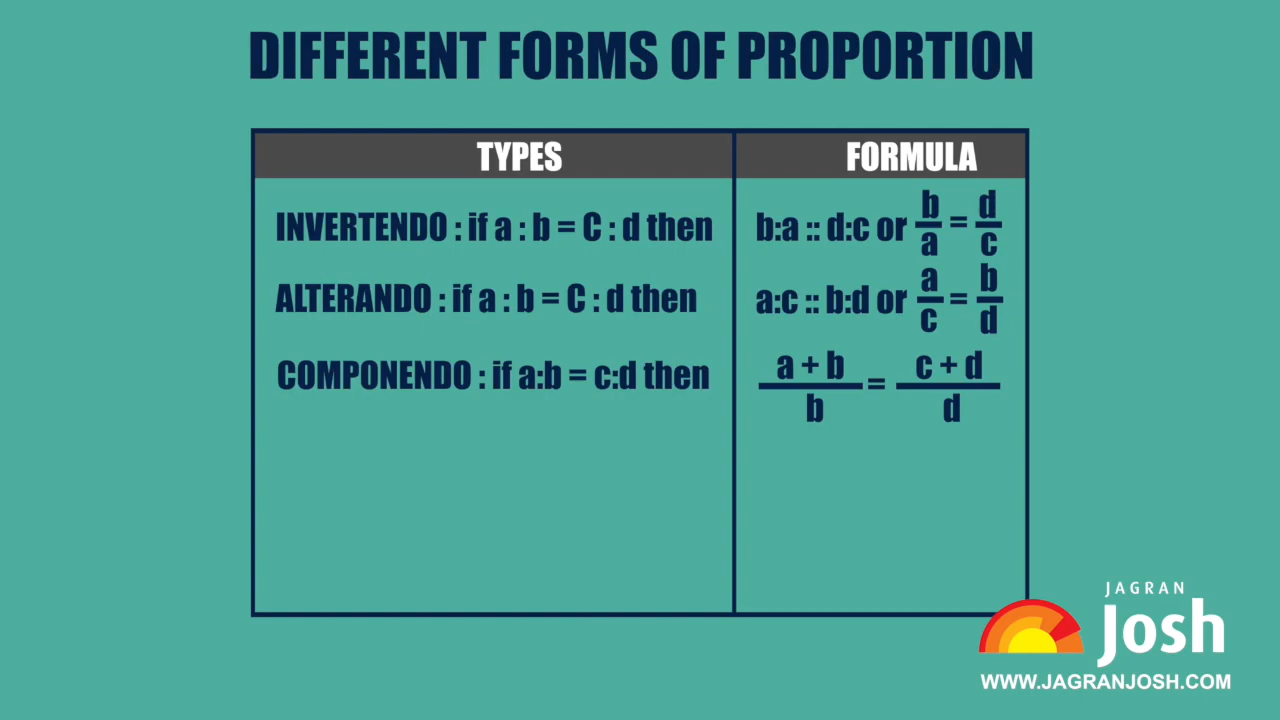 DIFFERENT FORMS OF PROPORTION
TYPES FORMULA
INVERTENDO : if a : b = C : d then b:a :: d:c or b/a = d/c
ALTERANDO : if a : b = C : d then a:c :: b:d or a/c = b/d
COMPONENDO : if a:b = c:d then a + b / b = c + d / d
JAGRAN
Josh
WWW.JAGRANJOSH.COM